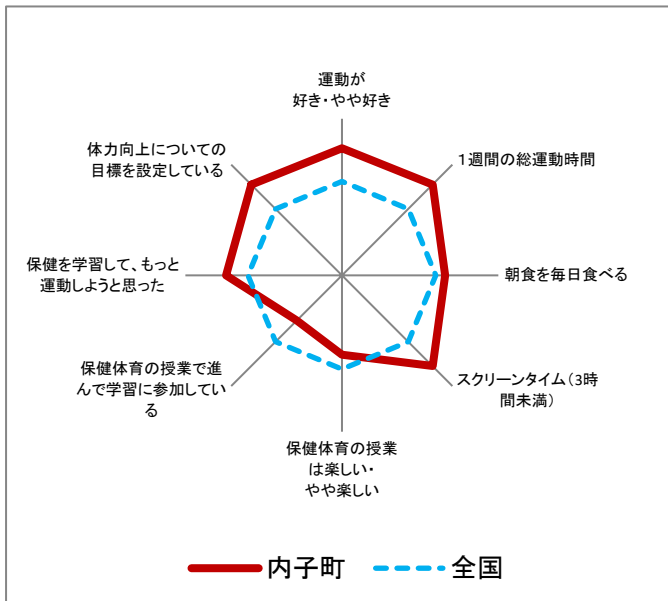 運動が
好き・やや好き
1週間の総運動時間
朝食を毎日食べる
スクリーンタイム（3時
間未満）
保健体育の授業
は楽しい・
やや楽しい
保健体育の授業で進
んで学習に参加してい
る
保健を学習して、もっと
運動しようと思った
体力向上についての
目標を設定している
内子町
全国